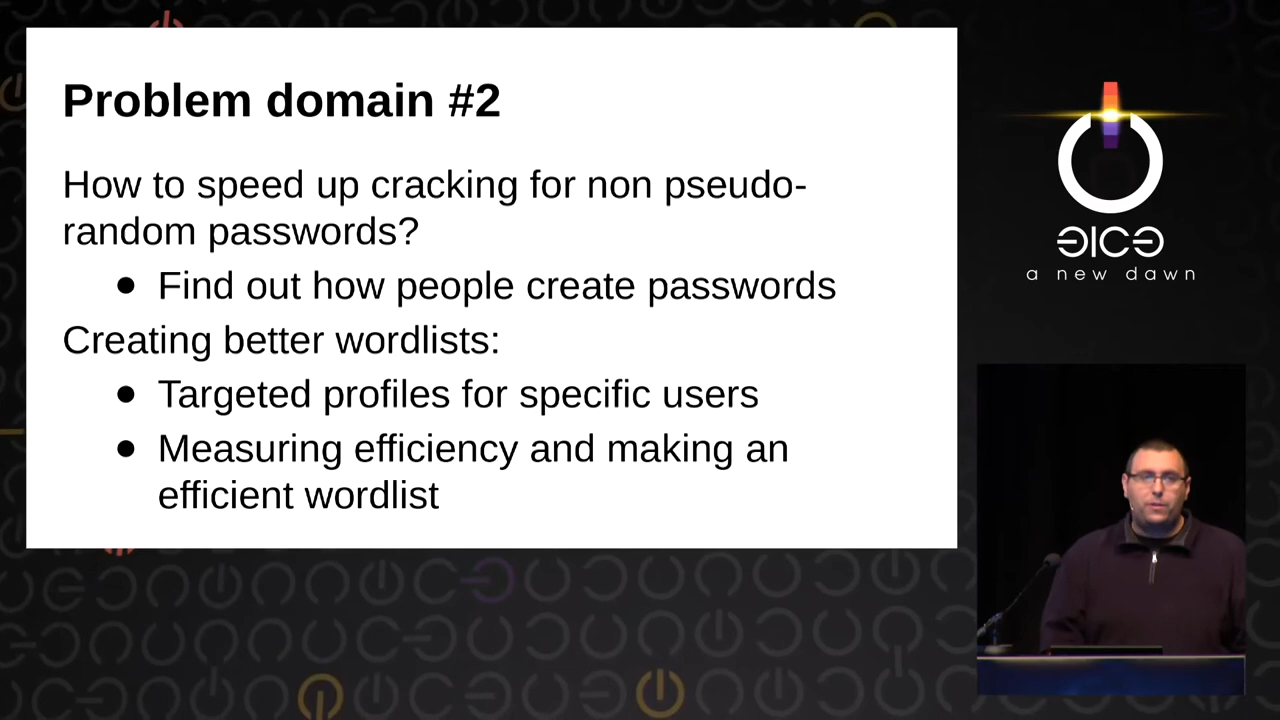 Problem domain #2
How to speed up cracking for non pseudo-
random passwords?
● Find out how people create passwords
Creating better wordlists:
● Targeted profiles for specific users
● Measuring efficiency and making an
efficient wordlist
31C3
a new dawn